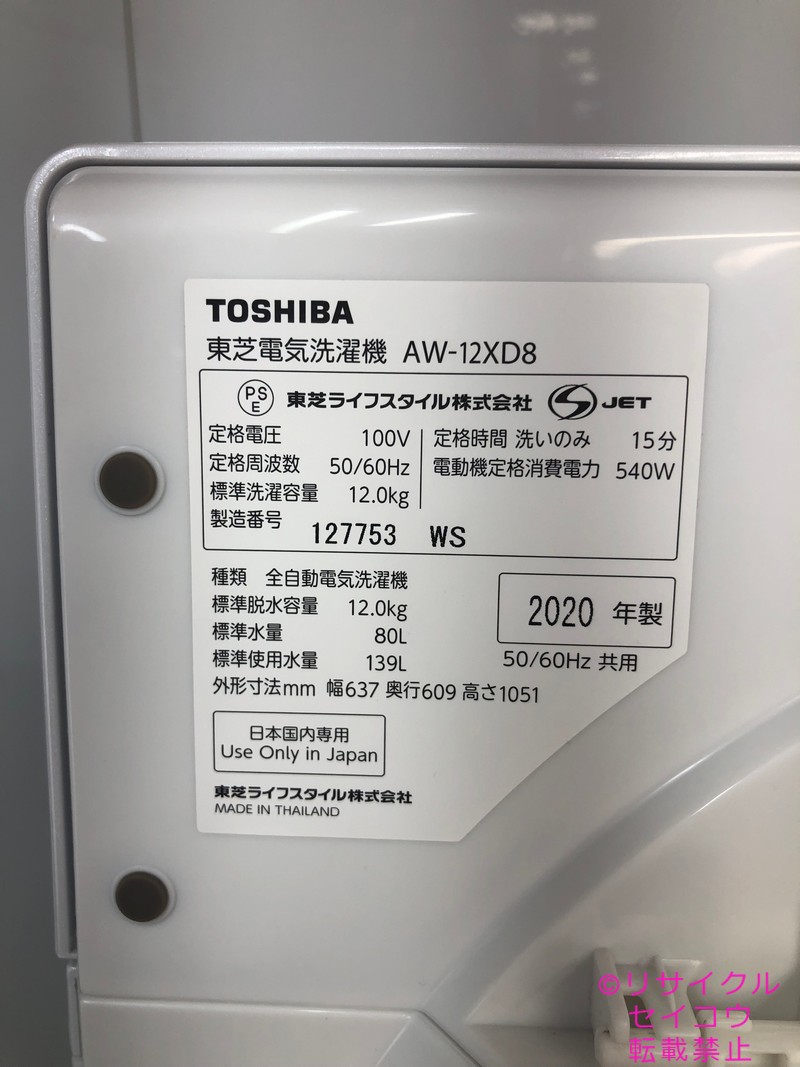 TOSHIBA
東芝電気洗濯機 AW-12XD8
PSE 東芝ライフスタイル株式会社 S JET
定格電圧 100V 定格時間 洗いのみ 15分
定格周波数 50/60Hz 電動機定格消費電力 540W
標準洗濯容量 12.0kg
製造番号 127753 WS
種類 全自動電気洗濯機
標準脱水容量 12.0kg
標準水量 80L
標準使用水量 139L
2020 年製
50/60Hz 共用
外形寸法mm 幅637 奥行609 高さ1051
日本国内専用
Use Only in Japan
東芝ライフスタイル株式会社
MADE IN THAILAND
©リサイクル
セイコウ
転載禁止